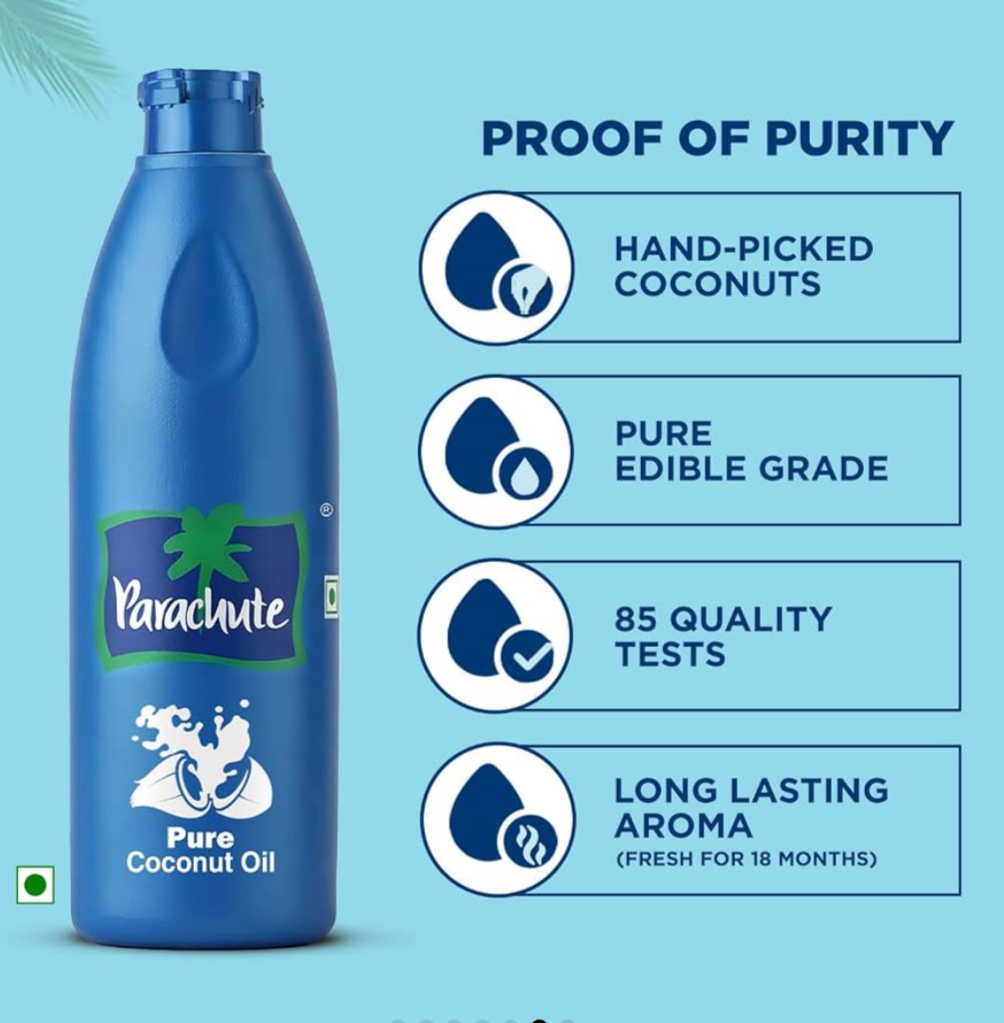 PROOF OF PURITY
HAND-PICKED
COCONUTS
PURE
EDIBLE GRADE
85 QUALITY
TESTS
LONG LASTING
AROMA
(FRESH FOR 18 MONTHS)
®
Parachute
Pure
Coconut Oil